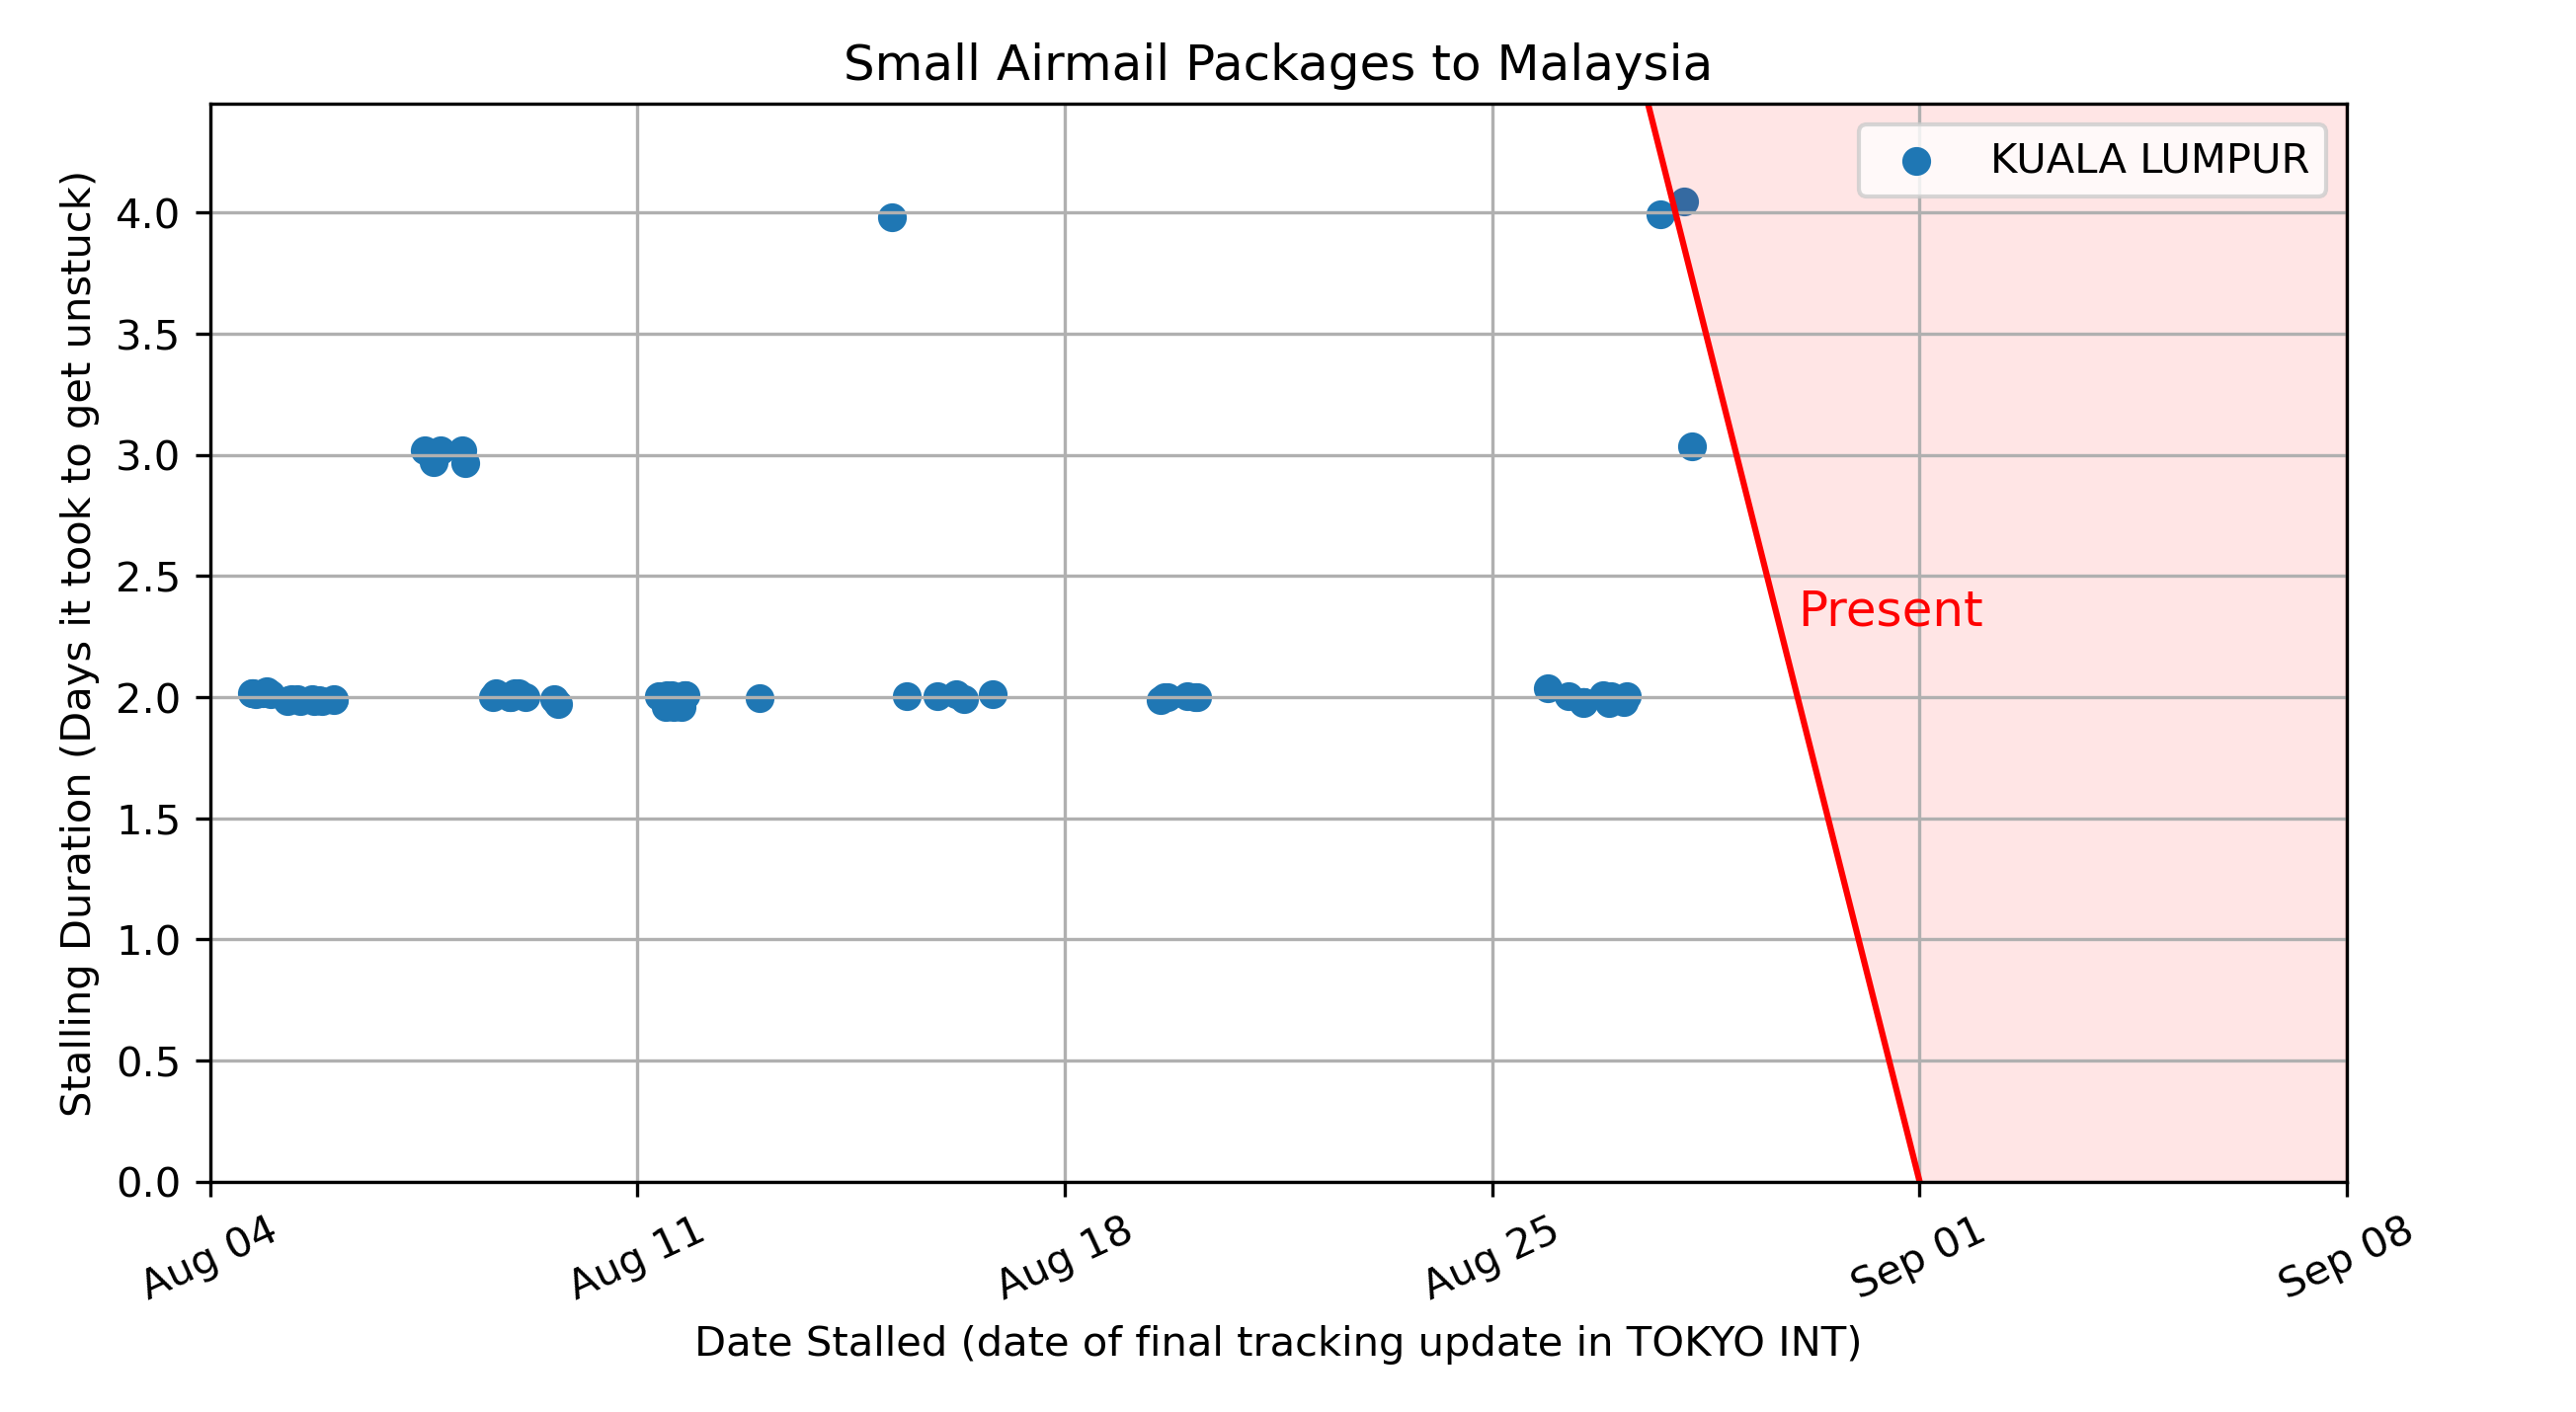 Small Airmail Packages to Malaysia
KUALA LUMPUR
Stalling Duration (Days it took to get unstuck)
4.0
3.5
3.0
2.5
2.0
1.5
1.0
0.5
0.0
Present
Aug 04
Aug 11
Aug 18
Aug 25
Sep 01
Sep 08
Date Stalled (date of final tracking update in TOKYO INT)